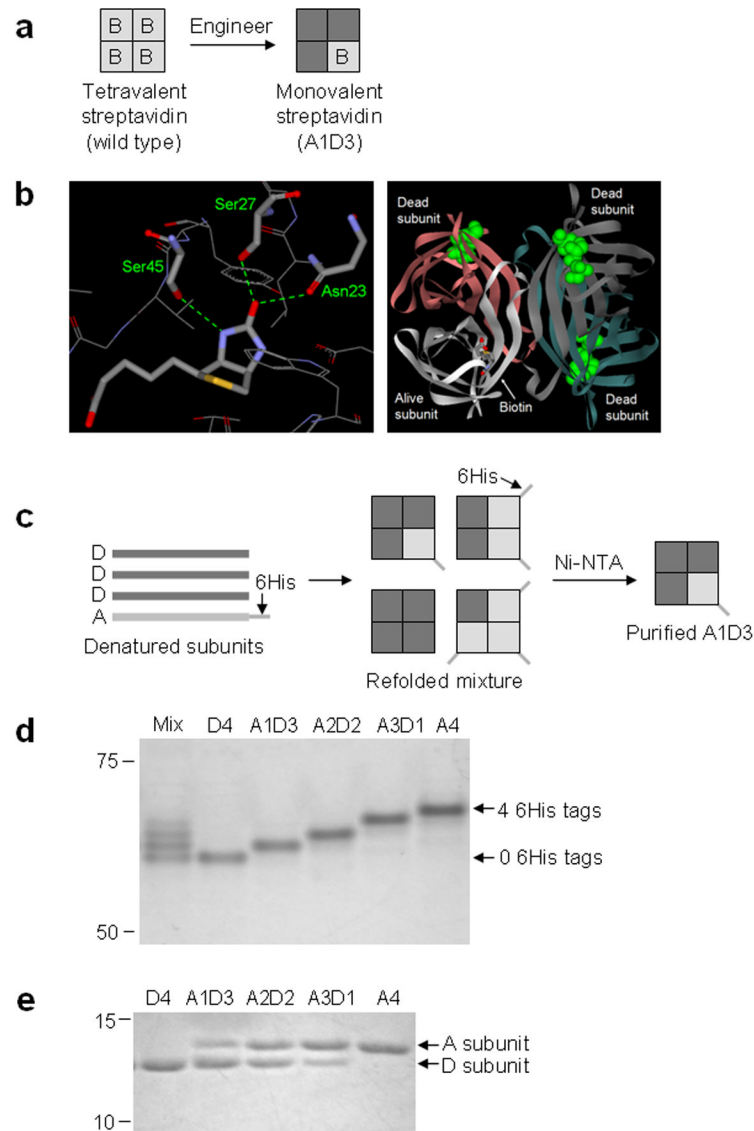 a
B B
B B
Engineer
B
Tetravalent
streptavidin
(wild type)
Monovalent
streptavidin
(A1D3)
b
Ser27
Ser45
Asn23
Dead
subunit
Dead
subunit
Alive
subunit
Biotin
Dead
subunit
c
D
D
D
A
6His
Denatured subunits
6His
Refolded mixture
Ni-NTA
Purified A1D3
d
Mix D4 A1D3 A2D2 A3D1 A4
75
4 6His tags
0 6His tags
50
e
D4 A1D3 A2D2 A3D1 A4
15
A subunit
D subunit
10